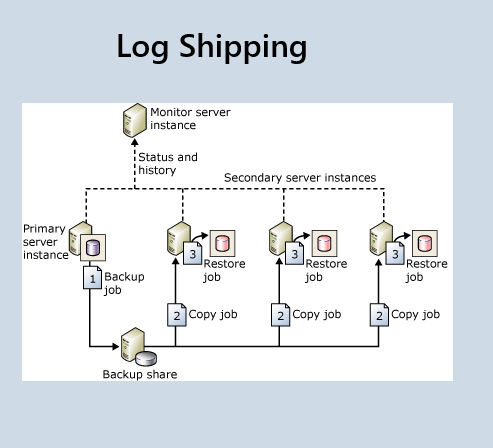 Log Shipping
Monitor server
instance
Status and
history
Secondary server instances
Primary
server
instance
1
Backup
job
3
Restore
job
3
Restore
job
3
Restore
job
2
Copy job
2
Copy job
2
Copy job
Backup share